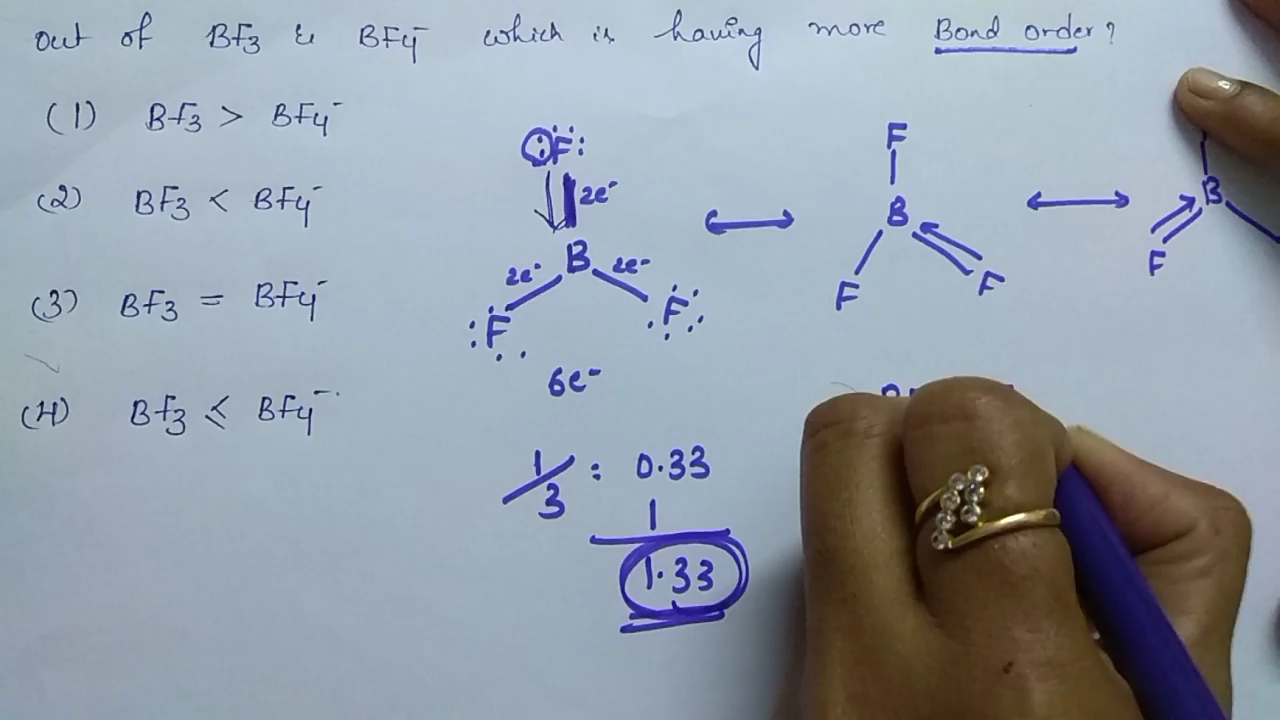 out of BF3 & BF4⁻ which is having more Bond order?
(1) BF3 > BF4⁻
(2) BF3 < BF4⁻
(3) BF3 = BF4⁻
(4) BF3 ≤ BF4⁻
:F:
2e⁻
B
2e⁻ 2e⁻
F F
6e⁻
F
B
F F
B
F
1/3 : 0.33
1
1.33